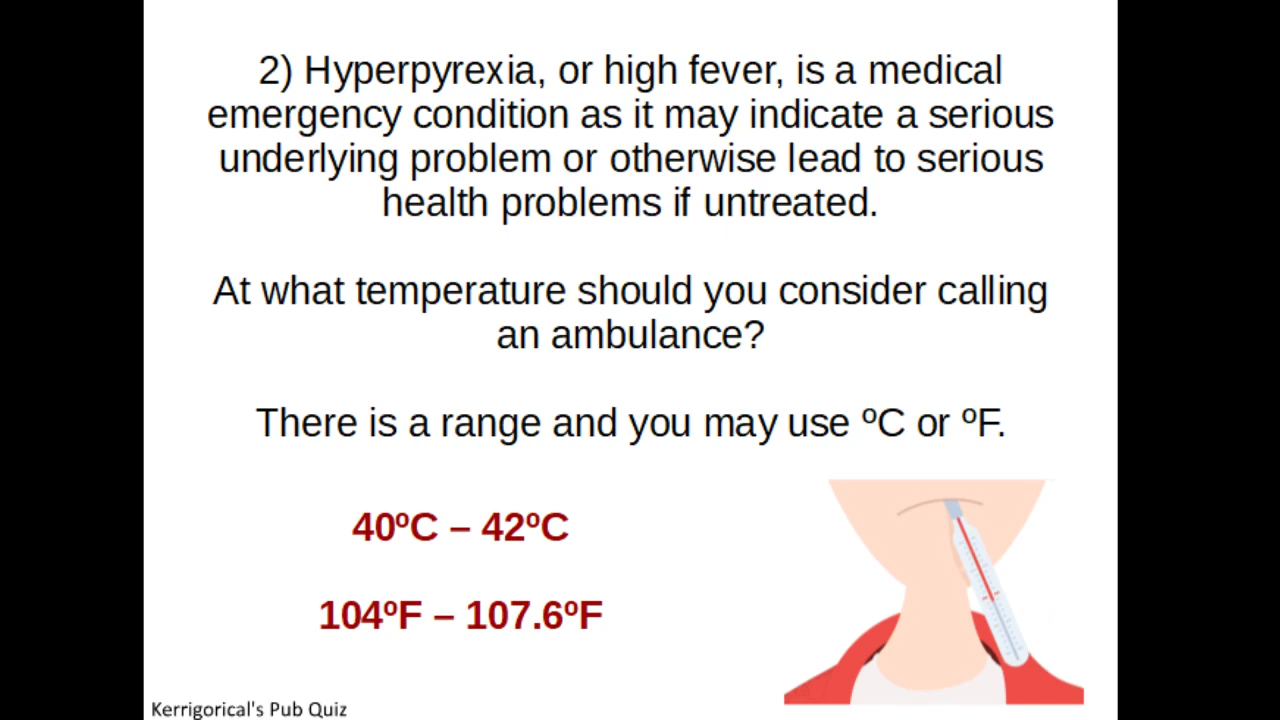 2) Hyperpyrexia, or high fever, is a medical
emergency condition as it may indicate a serious
underlying problem or otherwise lead to serious
health problems if untreated.
At what temperature should you consider calling
an ambulance?
There is a range and you may use ºC or ºF.
40ºC – 42ºC
104ºF – 107.6ºF
Kerrigorical's Pub Quiz